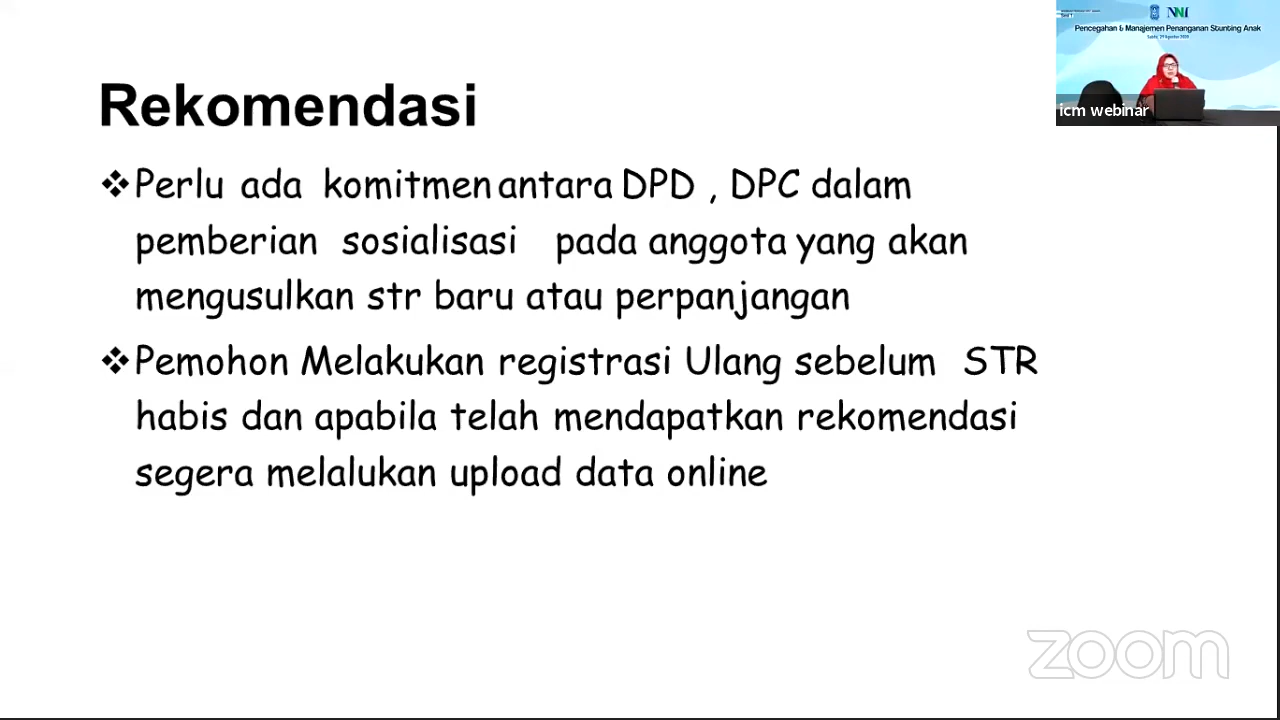 Rekomendasi
❖Perlu ada komitmen antara DPD , DPC dalam
pemberian sosialisasi pada anggota yang akan
mengusulkan str baru atau perpanjangan
❖Pemohon Melakukan registrasi Ulang sebelum STR
habis dan apabila telah mendapatkan rekomendasi
segera melalukan upload data online
Pencegahan & Manajemen Penanganan Stunting Anak
icm webinar
zoom